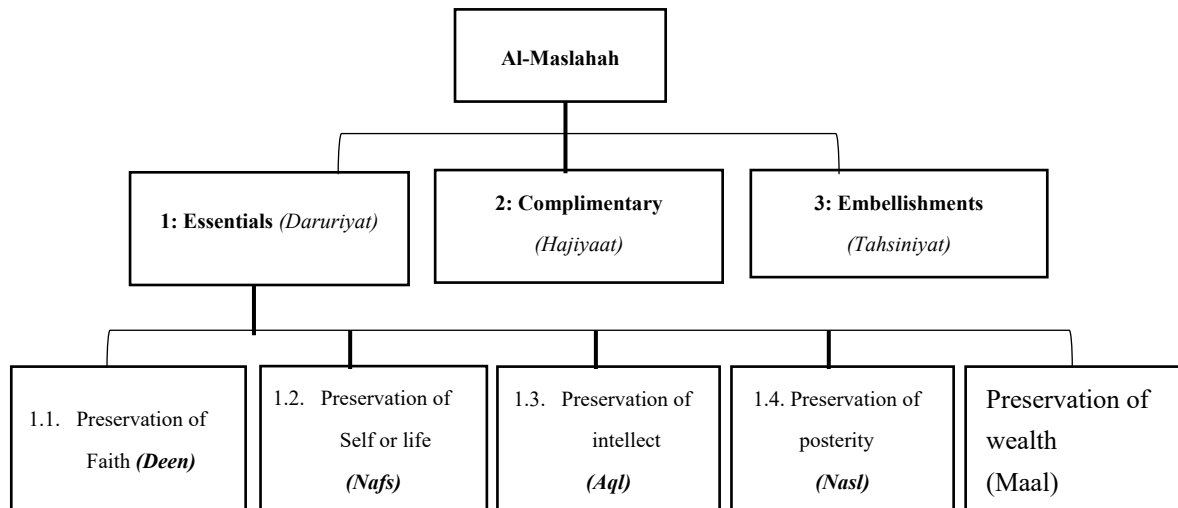 Al-Maslahah
1: Essentials (Daruriyat)
2: Complimentary
(Hajiyaat)
3: Embellishments
(Tahsiniyat)
1.1. Preservation of
Faith (Deen)
1.2. Preservation of
Self or life
(Nafs)
1.3. Preservation of
intellect
(Aql)
1.4. Preservation of
posterity
(Nasl)
Preservation of
wealth
(Maal)